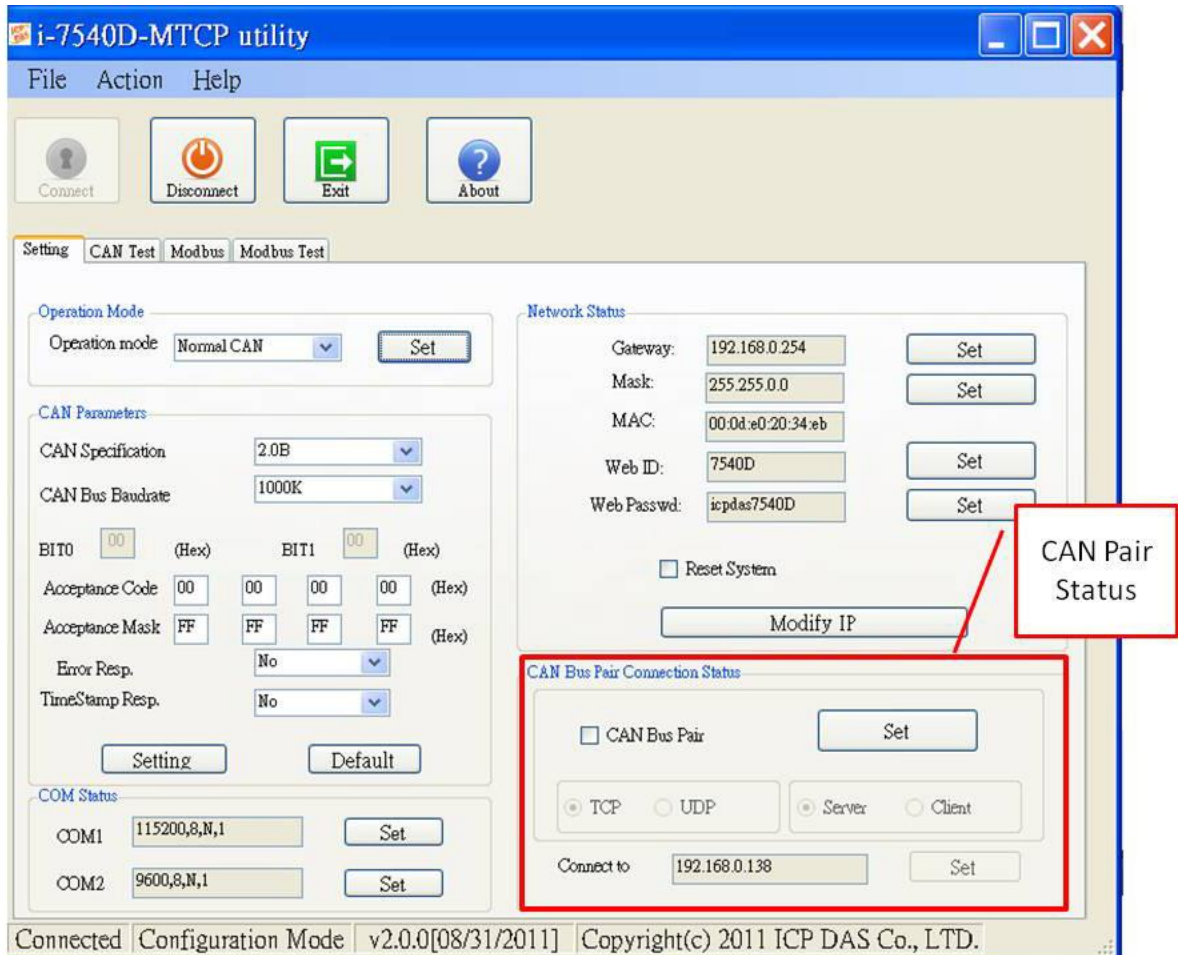 i-7540D-MTCP utility
File Action Help
Connect Disconnect Exit About
Setting CAN Test Modbus Modbus Test
Operation Mode
Operation mode Normal CAN Set
CAN Parameters
CAN Specification 2.0B
CAN Bus Baudrate 1000K
BIT0 00 (Hex) BIT1 00 (Hex)
Acceptance Code 00 00 00 00 (Hex)
Acceptance Mask FF FF FF FF (Hex)
Error Resp. No
TimeStamp Resp. No
Setting Default
COM Status
COM1 115200,8,N,1 Set
COM2 9600,8,N,1 Set
Network Status
Gateway: 192.168.0.254 Set
Mask: 255.255.0.0 Set
MAC: 00:0d:e0:20:34:eb
Web ID: 7540D Set
Web Passwd: icpdas7540D Set
Reset System
Modify IP
CAN Bus Pair Connection Status
CAN Bus Pair Set
TCP UDP Server Client
Connect to 192.168.0.138 Set
CAN Pair
Status
Connected Configuration Mode v2.0.0[08/31/2011] Copyright(c) 2011 ICP DAS Co., LTD.